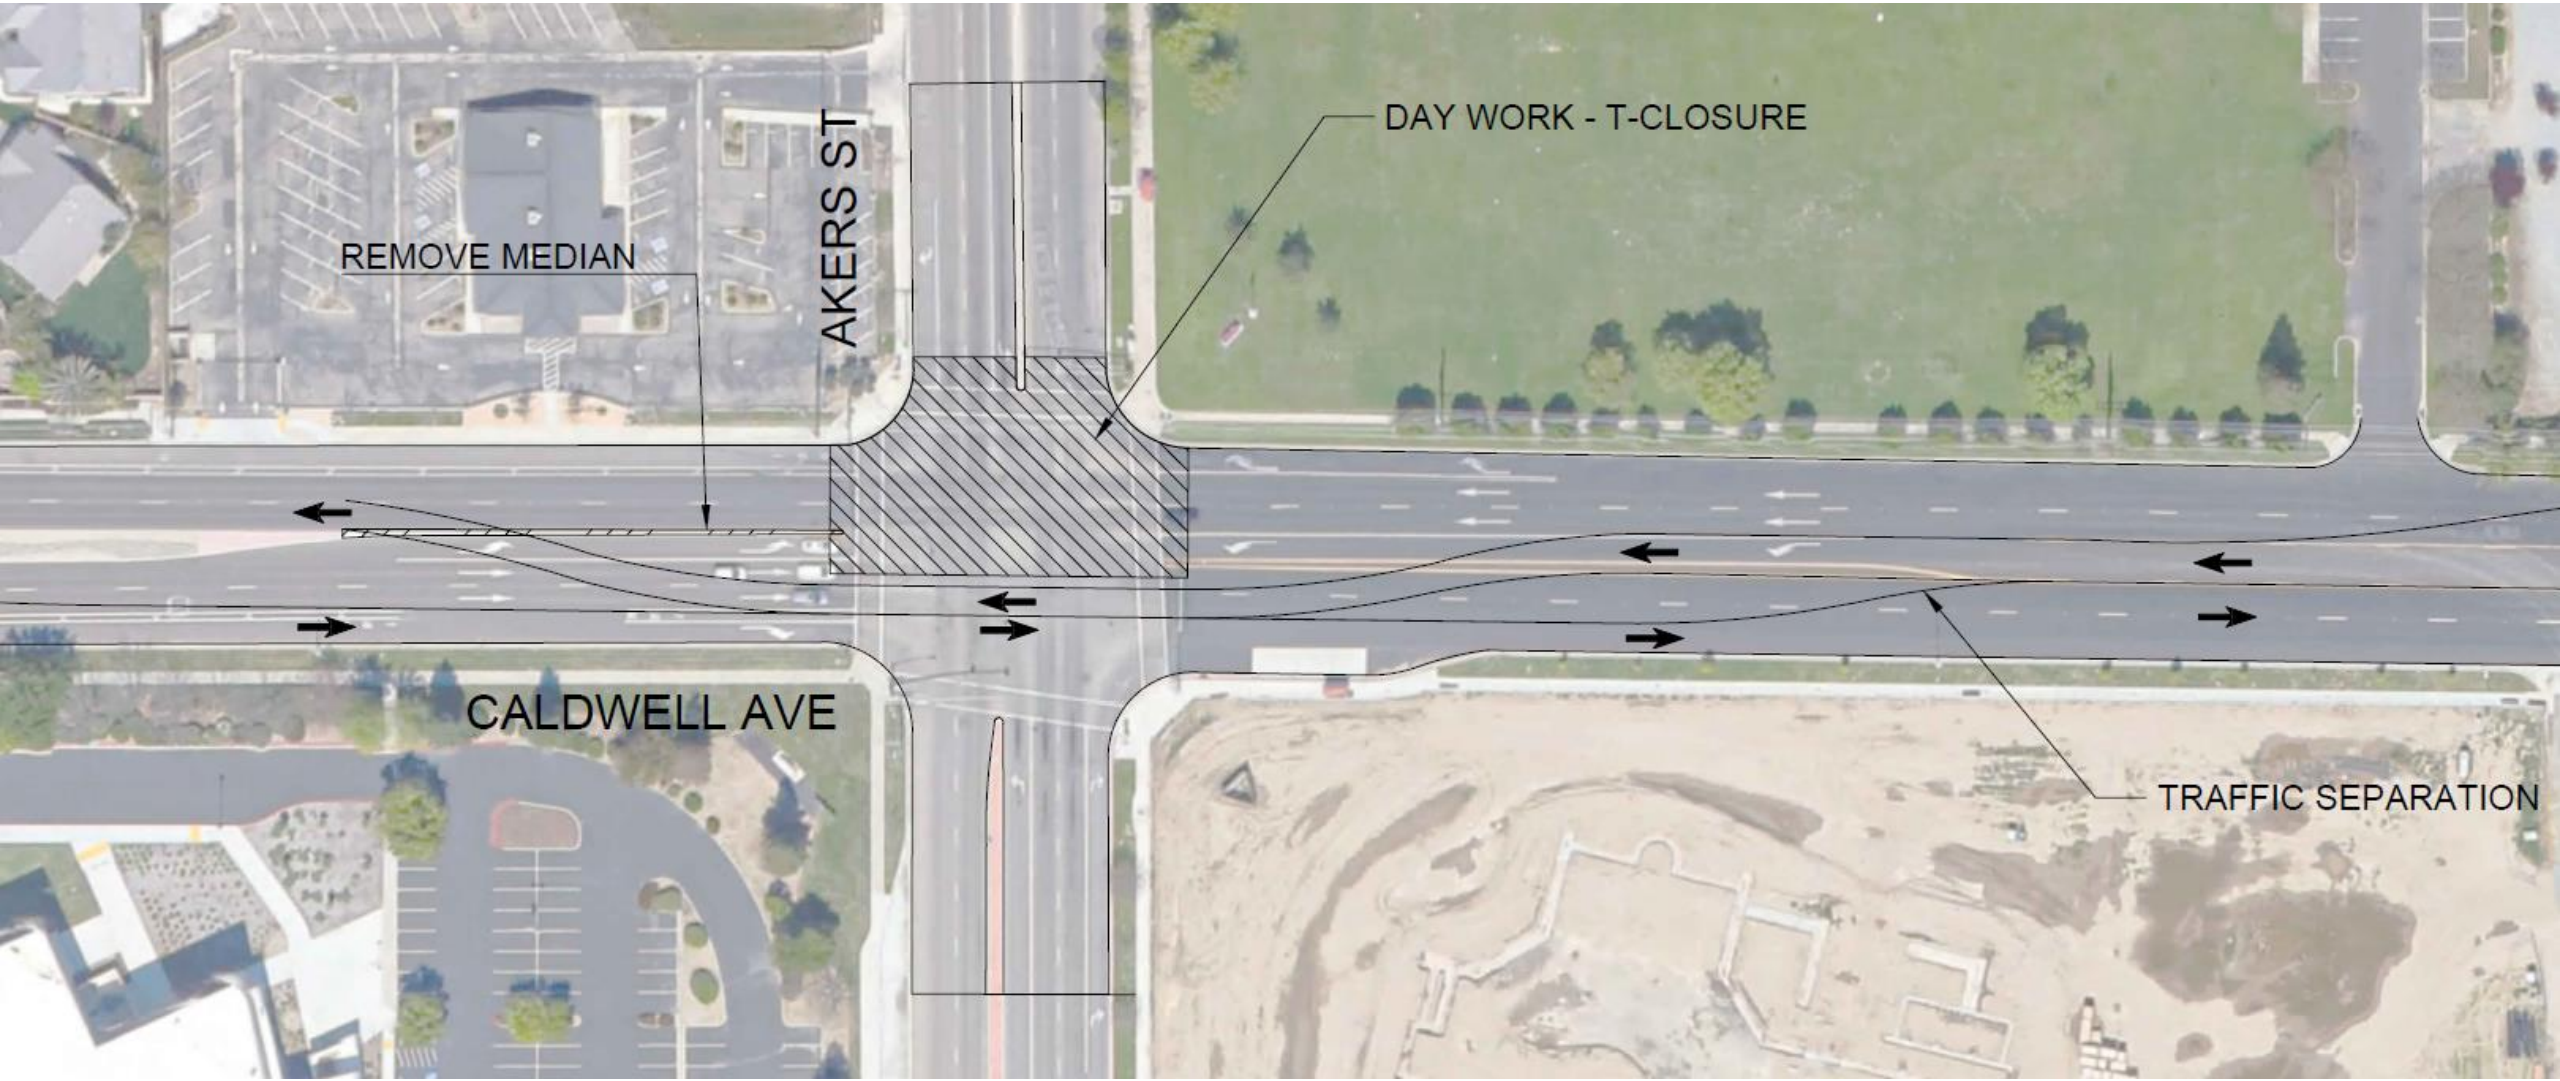 DAY WORK - T-CLOSURE
AKERS ST
REMOVE MEDIAN
CALDWELL AVE
TRAFFIC SEPARATION